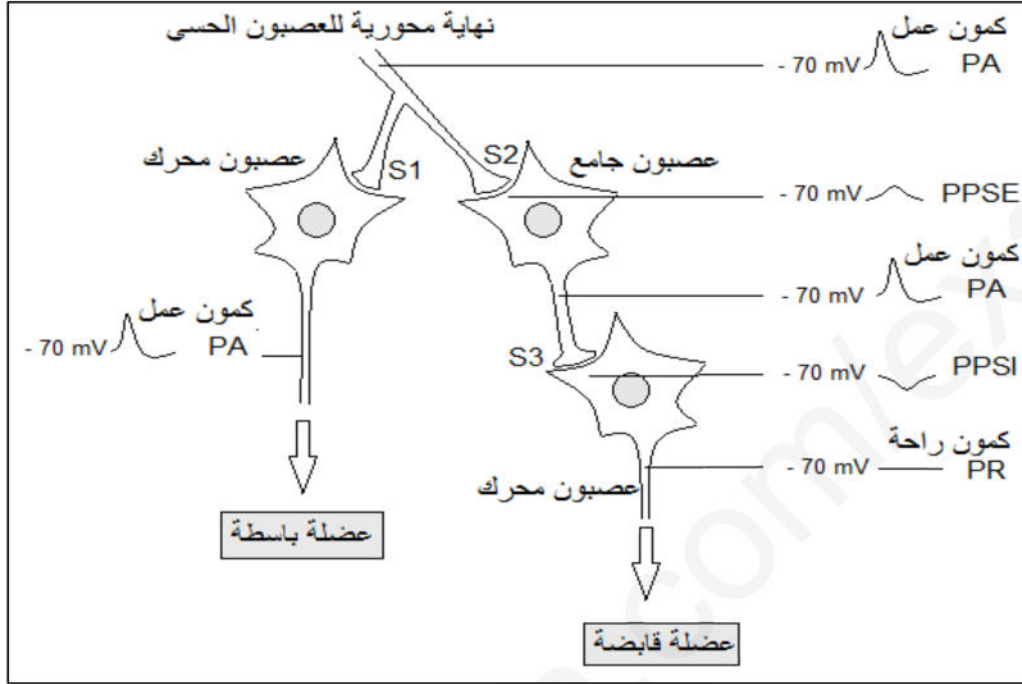 نهاية محورية للعصبون الحسي
كمون عمل
- 70 mV PA
عصبون محرك
S1
S2
عصبون جامع
- 70 mV PPSE
كمون عمل
- 70 mV PA
كمون عمل
- 70 mV PA
S3
- 70 mV PPSI
كمون راحة
- 70 mV PR
عصبون محرك
عضلة باسطة
عضلة قابضة
com/exa